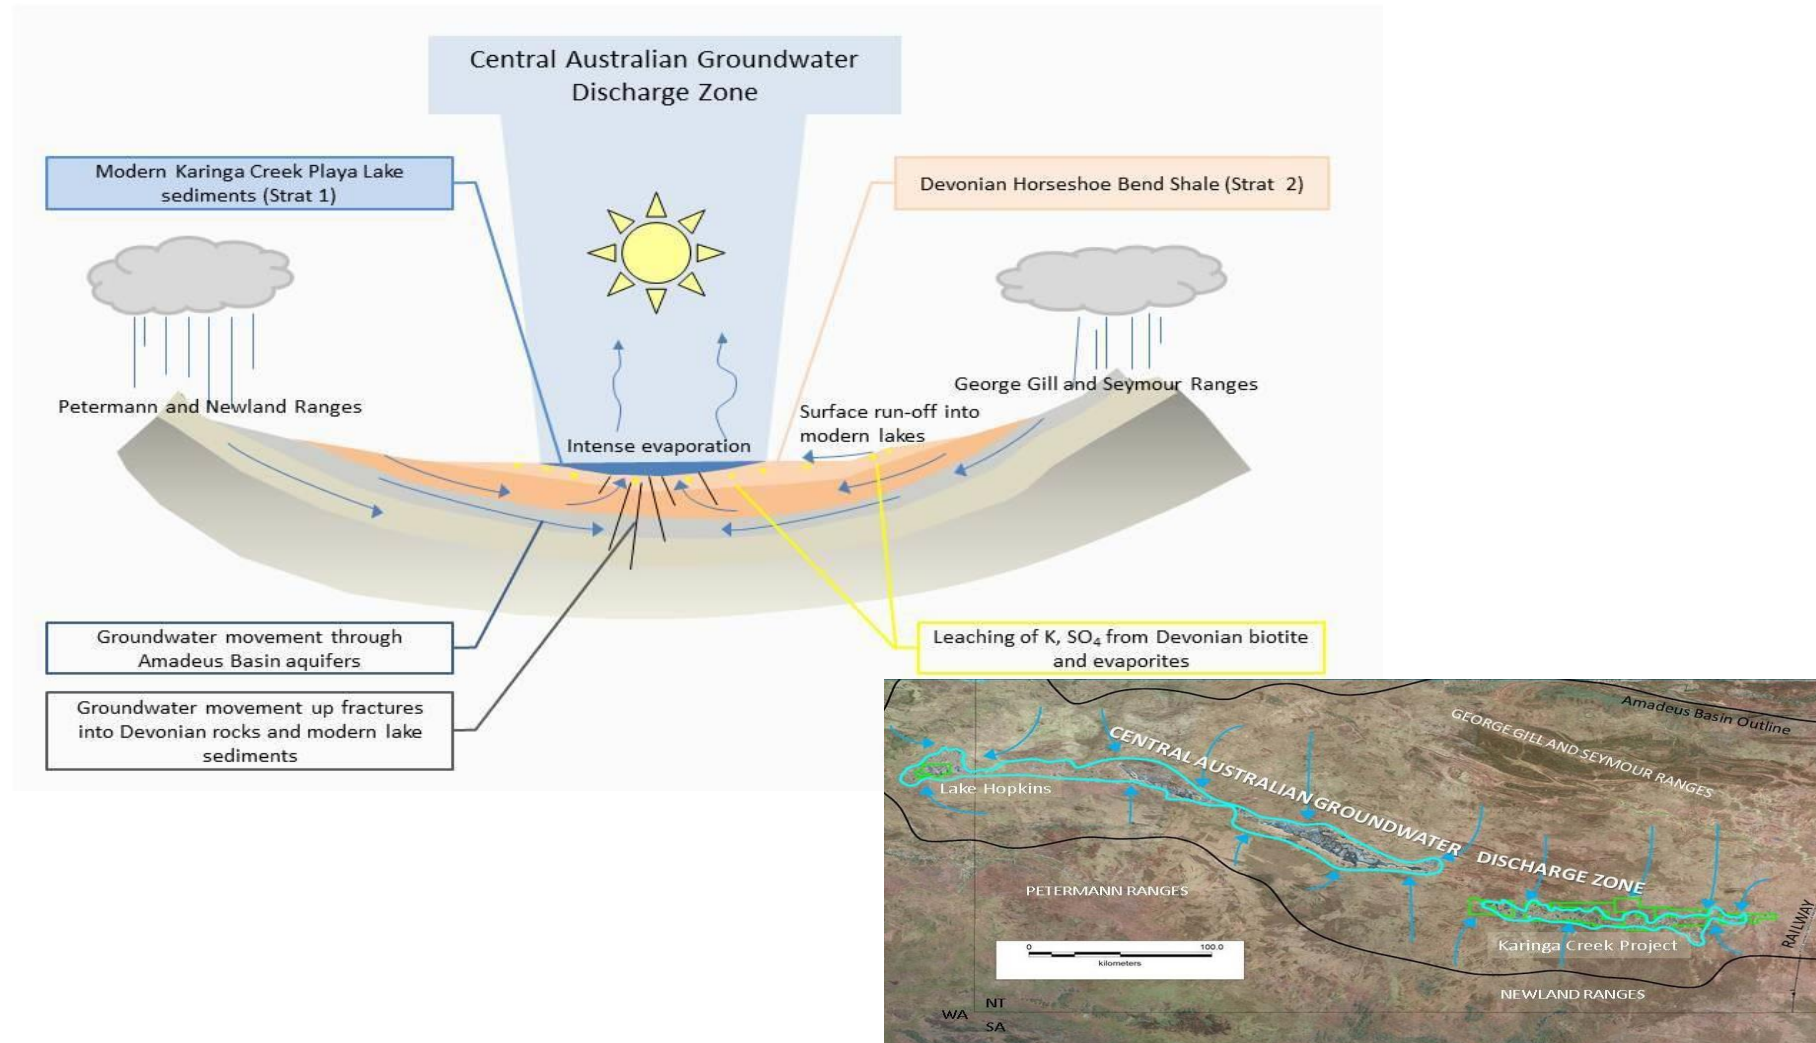 Central Australian Groundwater
Discharge Zone
Modern Karinga Creek Playa Lake
sediments (Strat 1)
Devonian Horseshoe Bend Shale (Strat 2)
Petermann and Newland Ranges
George Gill and Seymour Ranges
Surface run-off into
modern lakes
Intense evaporation
Groundwater movement through
Amadeus Basin aquifers
Leaching of K, SO₄ from Devonian biotite
and evaporites
Groundwater movement up fractures
into Devonian rocks and modern lake
sediments
Amadeus Basin Outline
GEORGE GILL AND SEYMOUR RANGES
CENTRAL AUSTRALIAN GROUNDWATER DISCHARGE ZONE
Lake Hopkins
PETERMANN RANGES
Karinga Creek Project
RAILWAY
0 100.0
kilometers
NEWLAND RANGES
NT
WA
SA